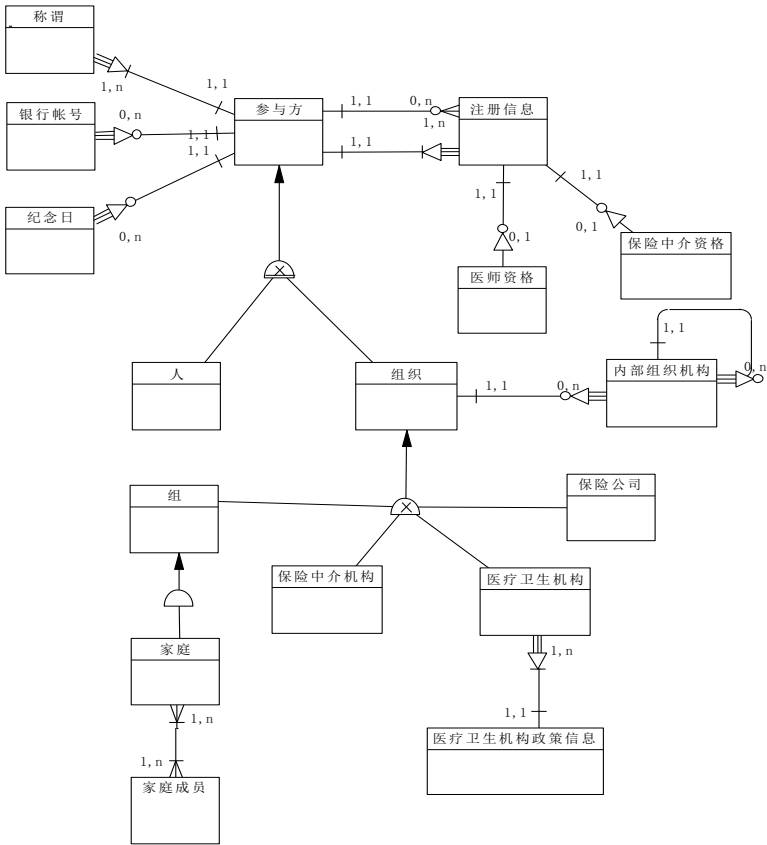 称谓
1,n
1,1
银行帐号
0,n
1,1
1,1
纪念日
0,n
参与方
1,1
0,n
1,n
1,1
注册信息
1,1
0,1
1,1
0,1
医师资格
保险中介资格
1,1
0,n
人
组织
1,1
0,n
内部组织机构
组
保险公司
保险中介机构
医疗卫生机构
1,n
家庭
1,n
1,1
医疗卫生机构政策信息
1,n
家庭成员